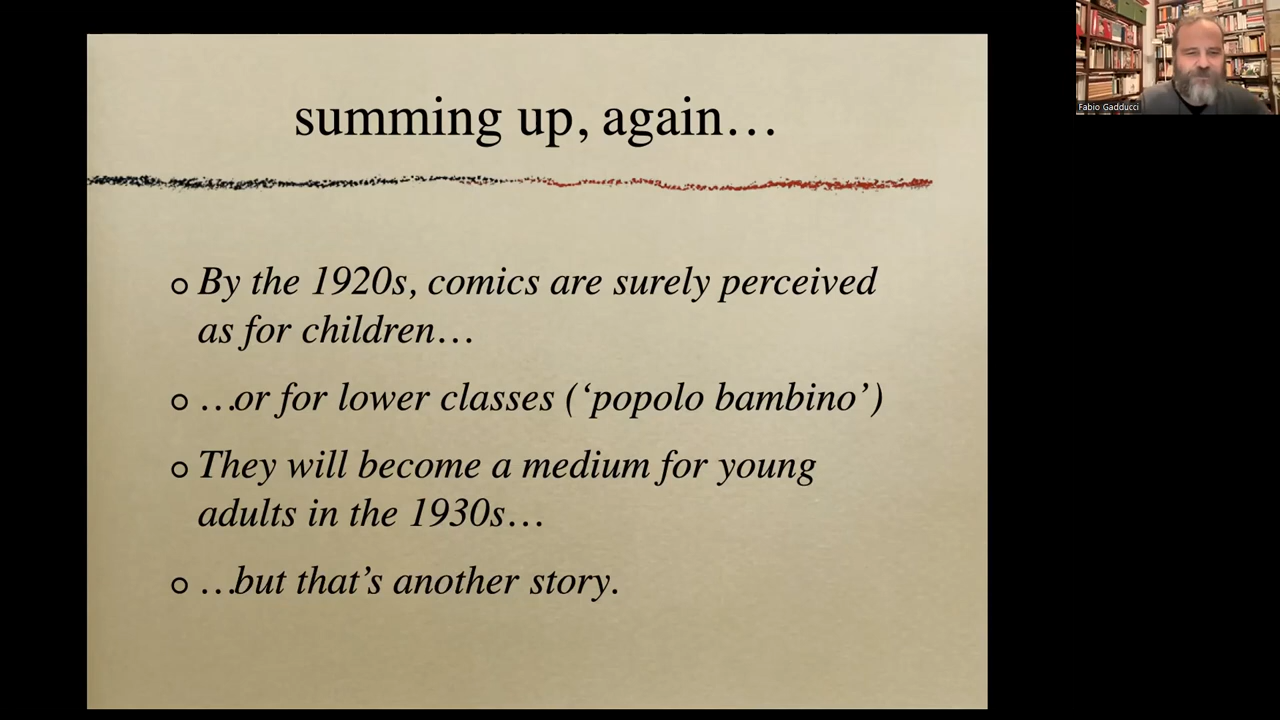 summing up, again…
By the 1920s, comics are surely perceived
as for children…
…or for lower classes (‘popolo bambino’)
They will become a medium for young
adults in the 1930s…
…but that’s another story.
Fabio Gadducci